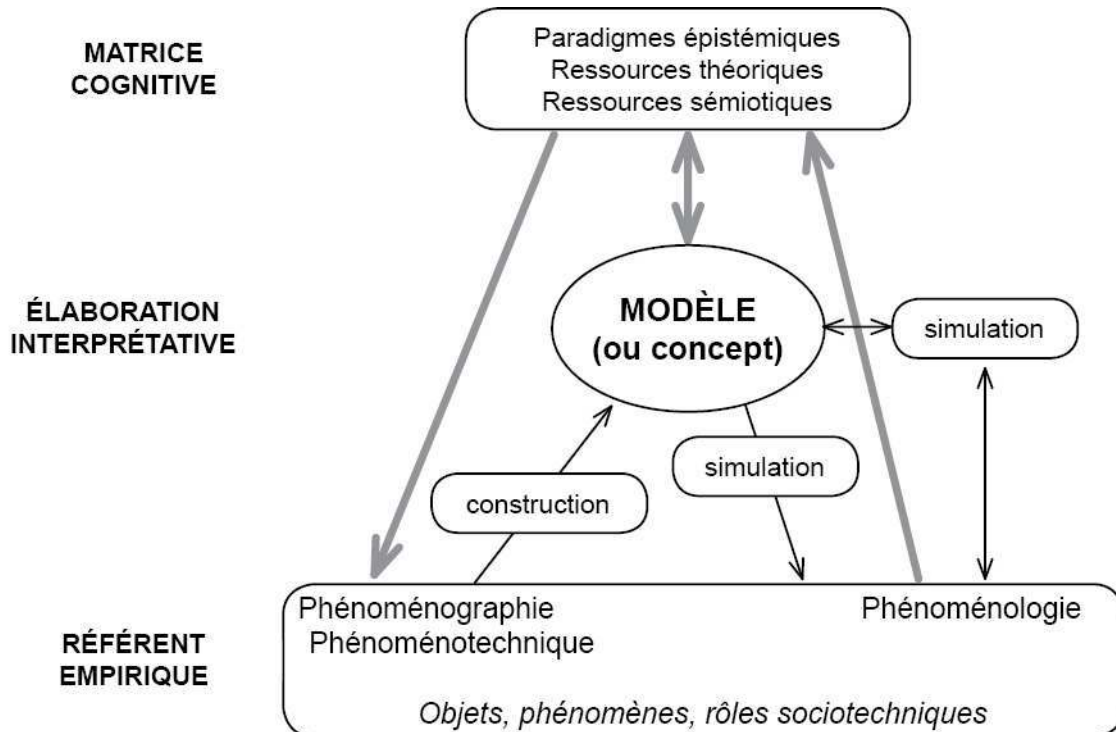 MATRICE
COGNITIVE
Paradigmes épistémiques
Ressources théoriques
Ressources sémiotiques
ÉLABORATION
INTERPRÉTATIVE
MODÈLE
(ou concept)
simulation
simulation
construction
RÉFÉRENT
EMPIRIQUE
Phénoménographie
Phénoménotechnique
Phénoménologie
Objets, phénomènes, rôles sociotechniques